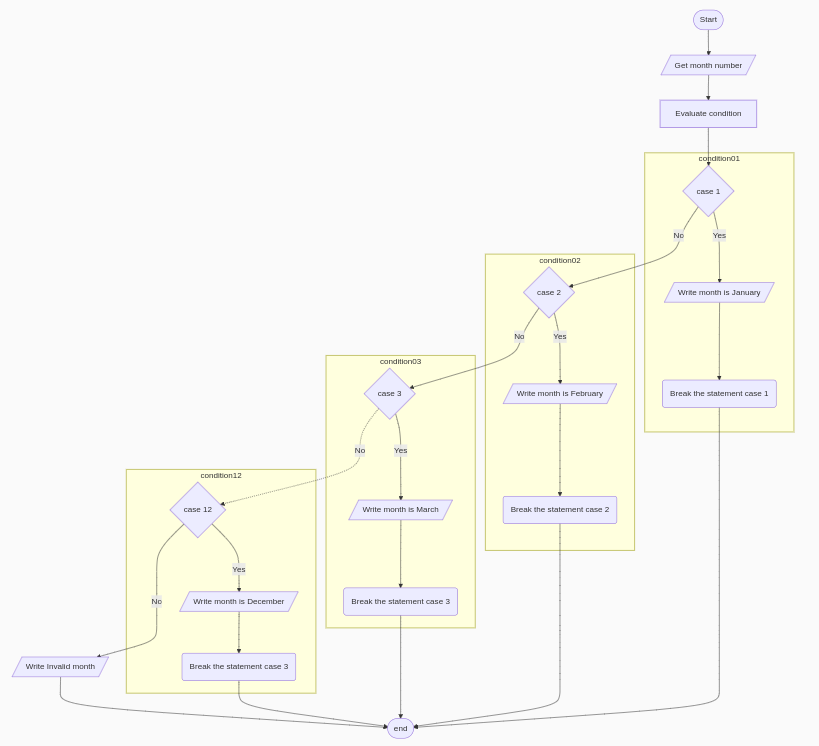 Start
Get month number
Evaluate condition
condition01
case 1
No
Yes
Write month is January
Break the statement case 1
condition02
case 2
No
Yes
Write month is February
Break the statement case 2
condition03
case 3
No
Yes
Write month is March
Break the statement case 3
condition12
case 12
No
Yes
Write month is December
Break the statement case 3
Write Invalid month
end